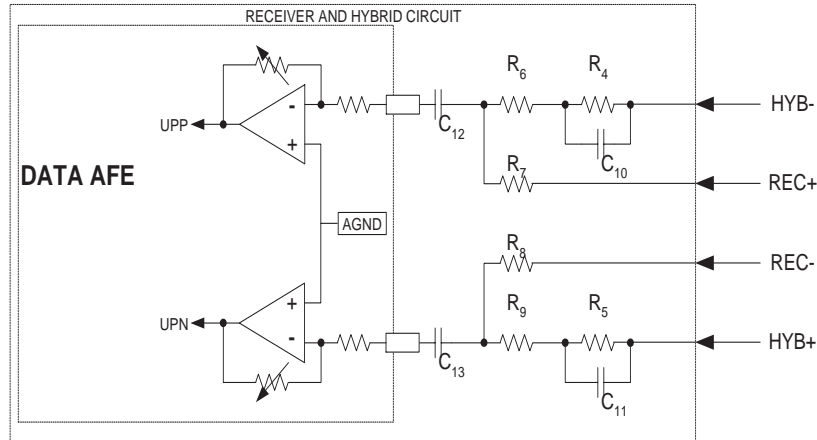 RECEIVER AND HYBRID CIRCUIT
R6
R4
HYB-
-
UPP
+
C12
C10
DATA AFE
R7
REC+
AGND
R8
REC-
+
R9
R5
UPN
-
HYB+
C13
C11